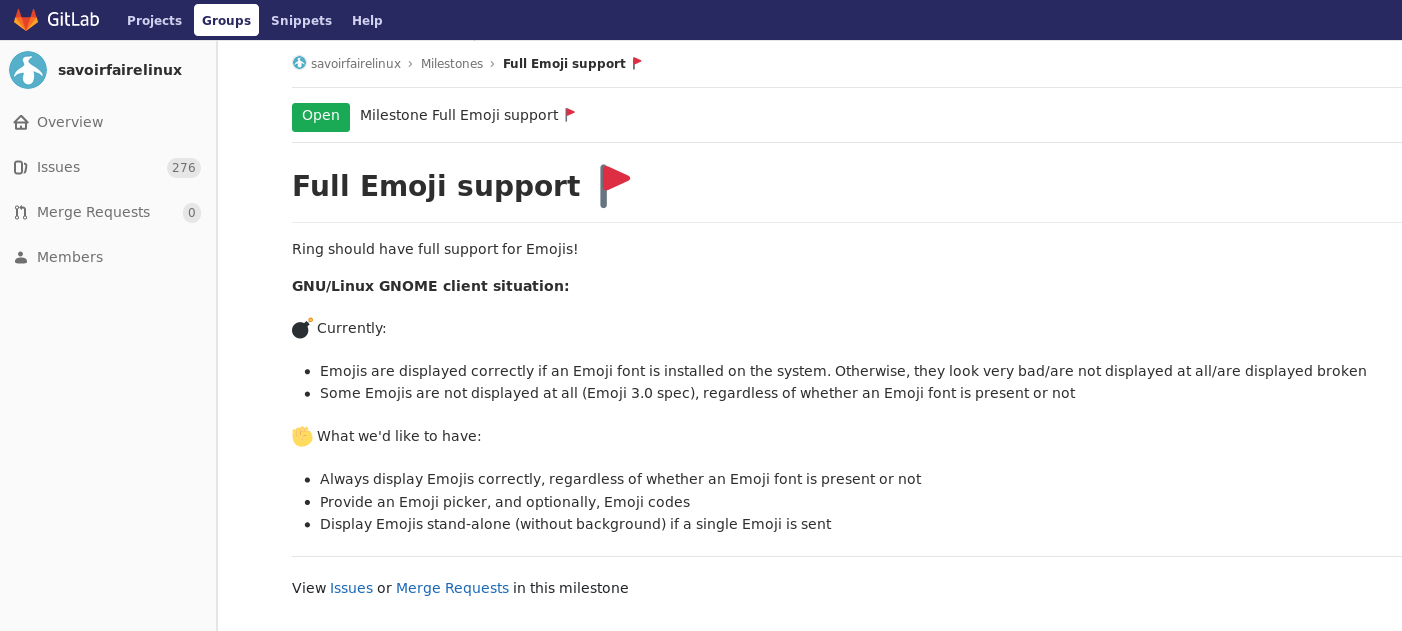 GitLab Projects Groups Snippets Help
savoirfairelinux
Overview
Issues 276
Merge Requests 0
Members
savoirfairelinux › Milestones › Full Emoji support 🚩
Open Milestone Full Emoji support 🚩
Full Emoji support 🚩
Ring should have full support for Emojis!
GNU/Linux GNOME client situation:
💣 Currently:
• Emojis are displayed correctly if an Emoji font is installed on the system. Otherwise, they look very bad/are not displayed at all/are displayed broken
• Some Emojis are not displayed at all (Emoji 3.0 spec), regardless of whether an Emoji font is present or not
✊ What we'd like to have:
• Always display Emojis correctly, regardless of whether an Emoji font is present or not
• Provide an Emoji picker, and optionally, Emoji codes
• Display Emojis stand-alone (without background) if a single Emoji is sent
View Issues or Merge Requests in this milestone